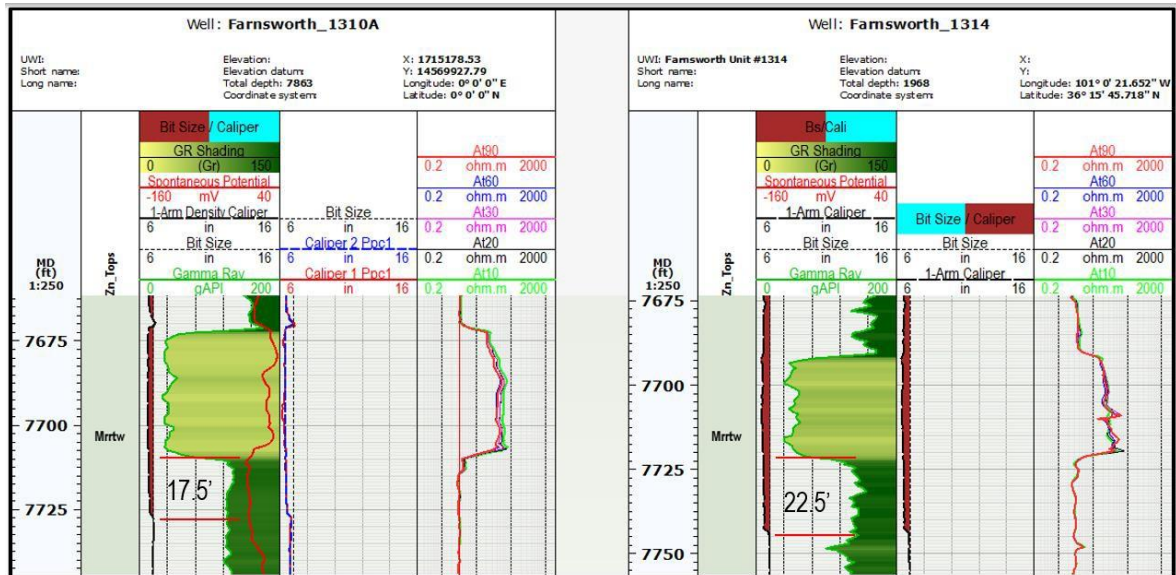 Well: Farnsworth_1310A
UWI:
Short name:
Long name:
Elevation:
Elevation datum:
Total depth: 7863
Coordinate system:
X: 1715178.53
Y: 14569927.79
Longitude: 0° 0' 0" E
Latitude: 0° 0' 0" N
MD
(ft)
1:250
Zn_Tops
Bit Size / Caliper
GR Shading
0 (Gr) 150
Spontaneous Potential
-160 mV 40
1-Arm Density Caliper
6 in 16
Bit Size
6 in 16
Gamma Ray
0 gAPI 200
Bit Size
6 in 16
Caliper 2 Ppc1
6 in 16
Caliper 1 Ppc1
6 in 16
At90
0.2 ohm.m 2000
At60
0.2 ohm.m 2000
At30
0.2 ohm.m 2000
At20
0.2 ohm.m 2000
At10
0.2 ohm.m 2000
7675
7700
Mrrtw
17.5'
7725
Well: Farnsworth_1314
UWI: Farnsworth Unit #1314
Short name:
Long name:
Elevation:
Elevation datum:
Total depth: 1968
Coordinate system:
X:
Y:
Longitude: 101° 0' 21.652" W
Latitude: 36° 15' 45.718" N
MD
(ft)
1:250
Zn_Tops
Bs/Cali
GR Shading
0 (Gr) 150
Spontaneous Potential
-160 mV 40
1-Arm Caliper
6 in 16
Bit Size
6 in 16
Gamma Ray
0 gAPI 200
Bit Size / Caliper
Bit Size
6 in 16
1-Arm Caliper
6 in 16
At90
0.2 ohm.m 2000
At60
0.2 ohm.m 2000
At30
0.2 ohm.m 2000
At20
0.2 ohm.m 2000
At10
0.2 ohm.m 2000
7675
7700
Mrrtw
7725
22.5'
7750